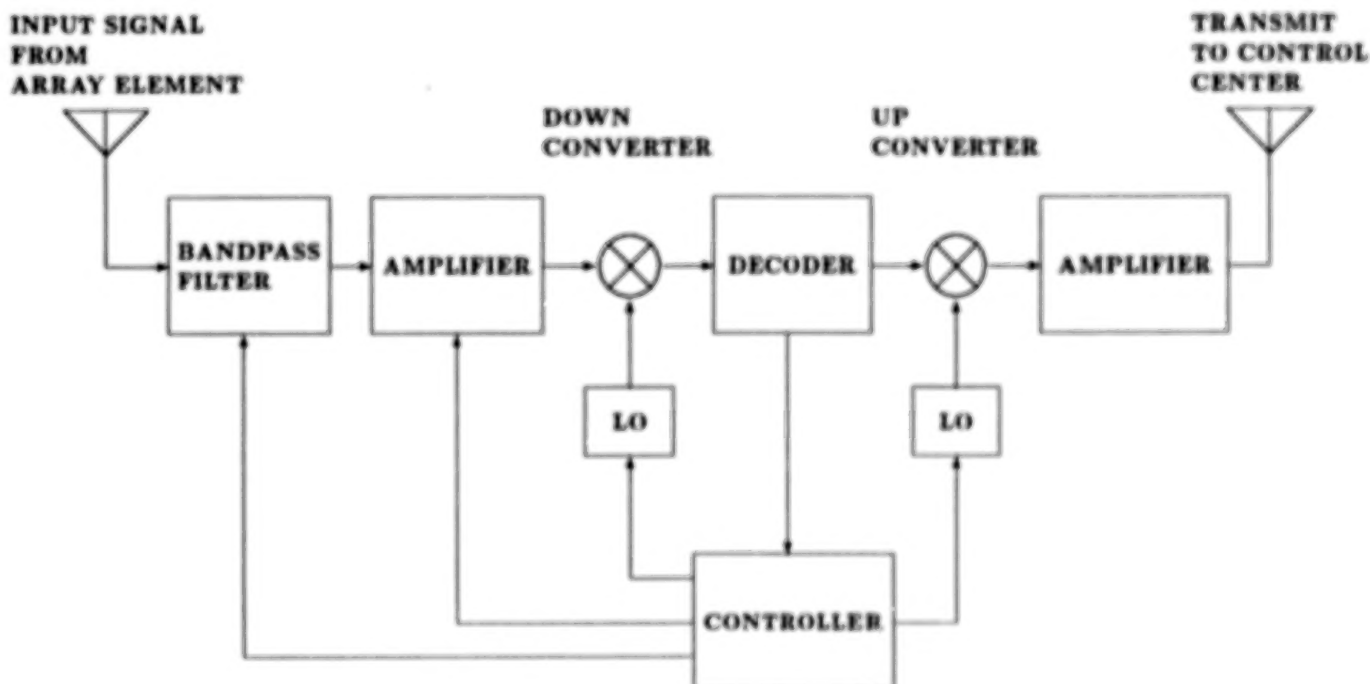 INPUT SIGNAL
FROM
ARRAY ELEMENT
TRANSMIT
TO CONTROL
CENTER
DOWN
CONVERTER
UP
CONVERTER
BANDPASS
FILTER
AMPLIFIER
DECODER
AMPLIFIER
LO
LO
CONTROLLER